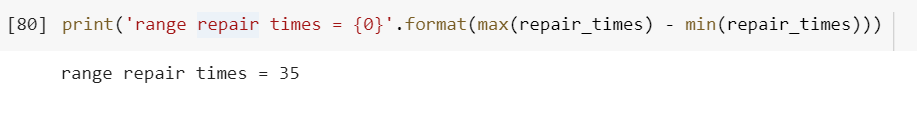 [80] print('range repair times = {0}'.format(max(repair_times) - min(repair_times)))
range repair times = 35